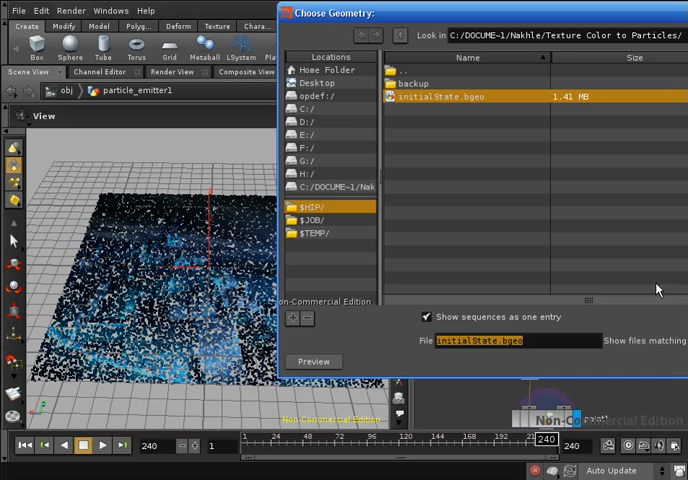 Choose Geometry:
File Edit Render Windows Help
Create Modify Model Polyg... Deform Texture Chara...
Box Sphere Tube Torus Grid Metaball LSystem
Scene View Channel Editor Render View Composite View
obj particle_emitter1
View
Look in C:/DOCUME~1/Nakhle/Texture Color to Particles/
Locations Name Size
Home Folder
Desktop
opdef:/
C:/
D:/
E:/
F:/
G:/
H:/
C:/DOCUME~1/Nak
$HIP/
$JOB/
$TEMP/
..
backup
initialState.bgeo 1.41 MB
on-Commercial Edition
Show sequences as one entry
File initialState.bgeo Show files matching
Preview
Non-Commercial Edition
point1
Non-Commercial Edition
240 1 1 24 48 72 96 120 144 168 192 240 240
Auto Update